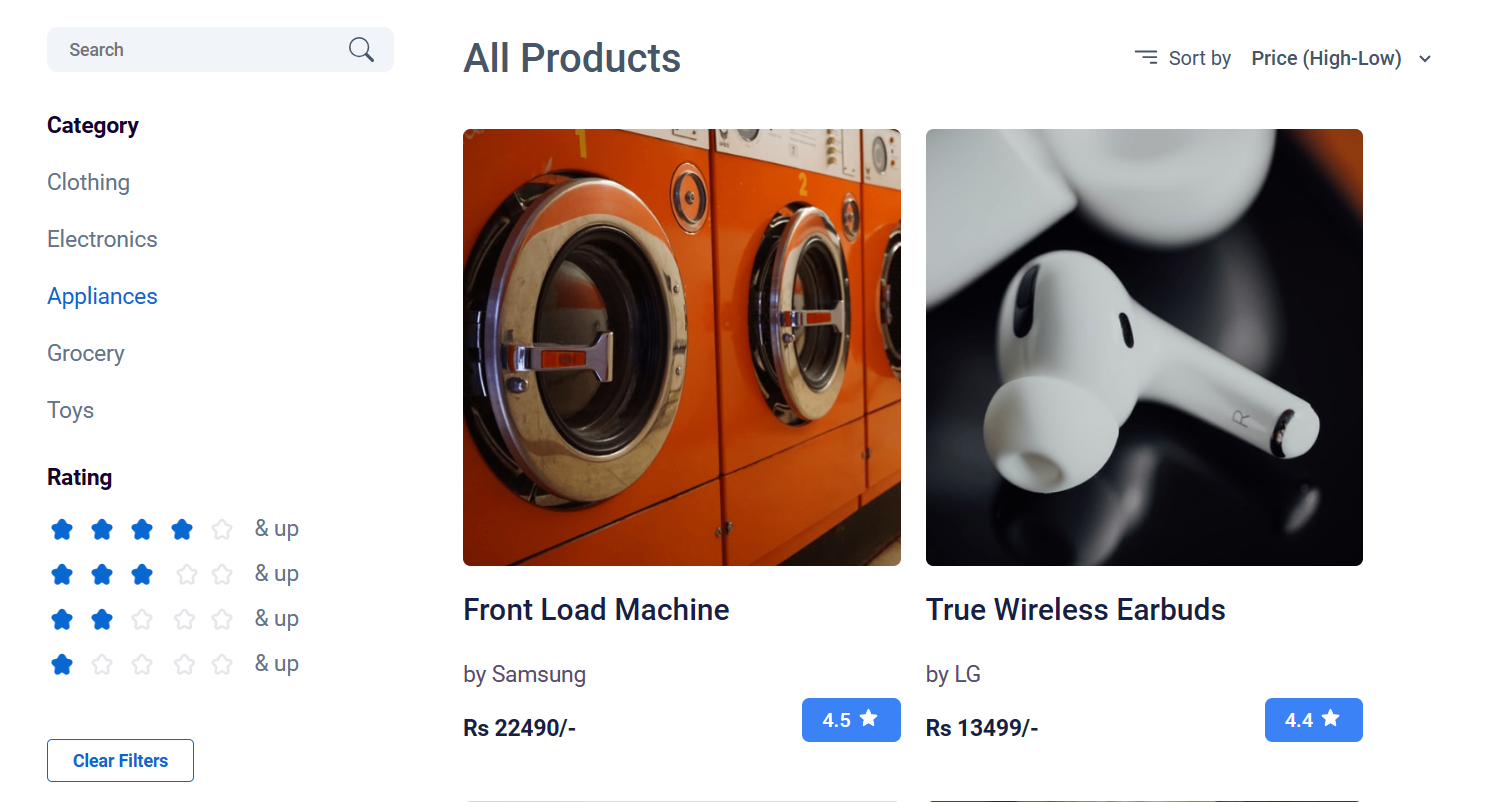 Search
Category
Clothing
Electronics
Appliances
Grocery
Toys
Rating
& up
& up
& up
& up
Clear Filters
All Products
Sort by Price (High-Low)
1
2
Front Load Machine
by Samsung
Rs 22490/-
4.5
R
True Wireless Earbuds
by LG
Rs 13499/-
4.4